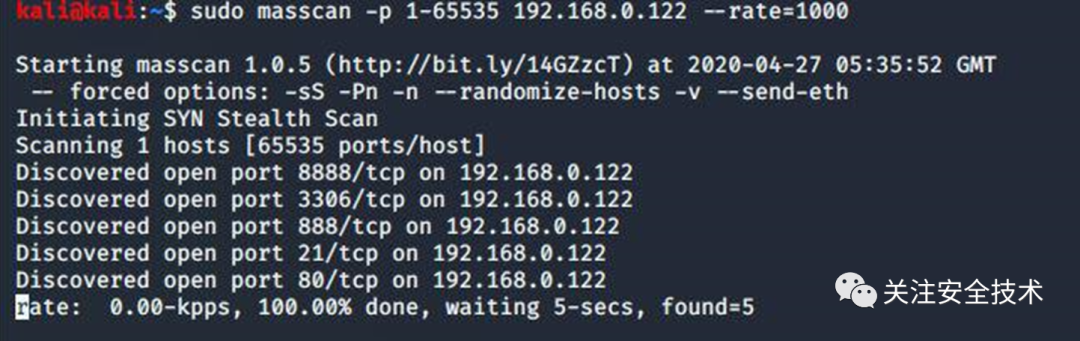 kali@kali:~$ sudo masscan -p 1-65535 192.168.0.122 --rate=1000
Starting masscan 1.0.5 (http://bit.ly/14GZzcT) at 2020-04-27 05:35:52 GMT
-- forced options: -sS -Pn -n --randomize-hosts -v --send-eth
Initiating SYN Stealth Scan
Scanning 1 hosts [65535 ports/host]
Discovered open port 8888/tcp on 192.168.0.122
Discovered open port 3306/tcp on 192.168.0.122
Discovered open port 888/tcp on 192.168.0.122
Discovered open port 21/tcp on 192.168.0.122
Discovered open port 80/tcp on 192.168.0.122
rate:  0.00-kpps, 100.00% done, waiting 5-secs, found=5
关注安全技术